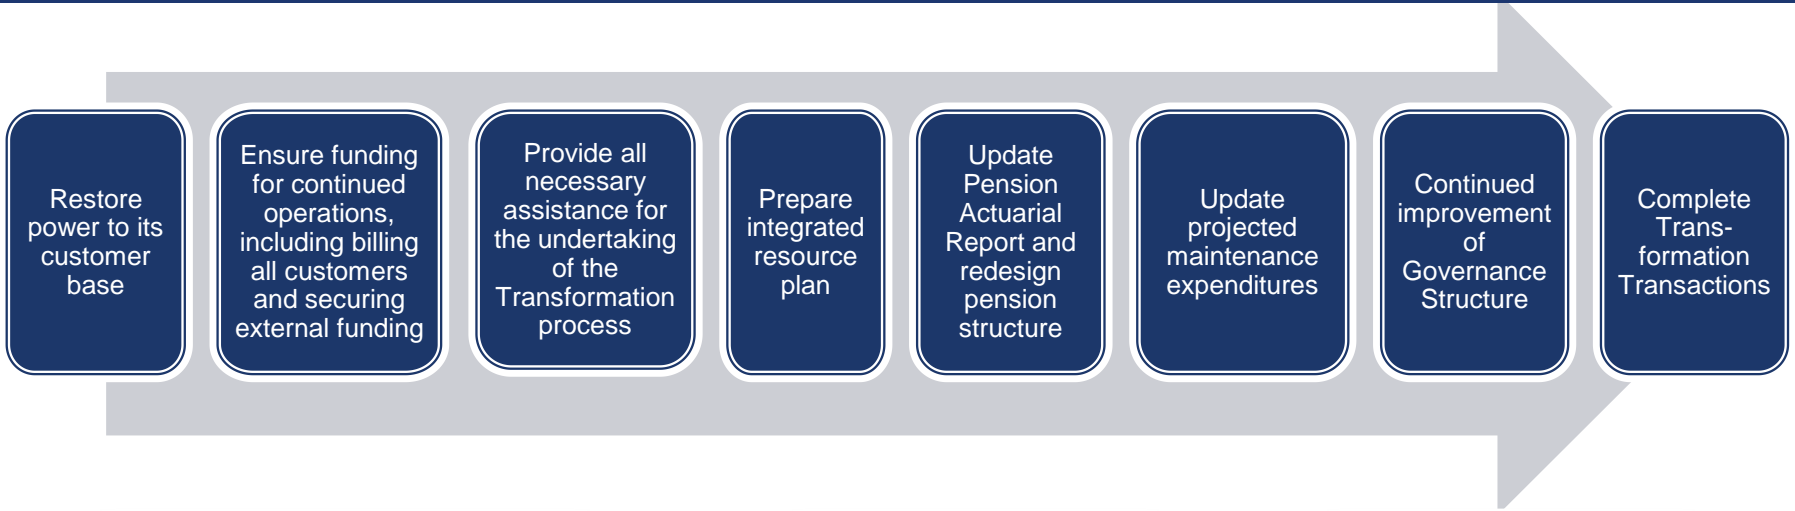 Restore
power to its
customer
base
Ensure funding
for continued
operations,
including billing
all customers
and securing
external funding
Provide all
necessary
assistance for
the undertaking
of the
Transformation
process
Prepare
integrated
resource
plan
Update
Pension
Actuarial
Report and
redesign
pension
structure
Update
projected
maintenance
expenditures
Continued
improvement
of
Governance
Structure
Complete
Trans-
formation
Transactions